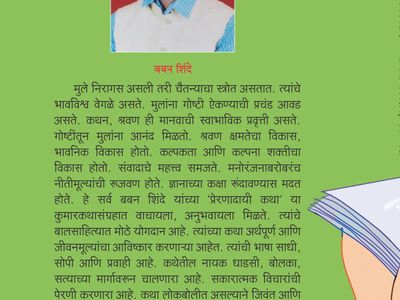 बबन शिंदे
मुले निरागस असली तरी चैतन्याचा स्त्रोत असतात. त्यांचे
भावविश्व वेगळे असते. मुलांना गोष्टी ऐकण्याची प्रचंड आवड
असते. कथन, श्रवण ही मानवाची स्वाभाविक प्रवृत्ती असते.
गोष्टींतून मुलांना आनंद मिळतो. श्रवण क्षमतेचा विकास,
भावनिक विकास होतो. कल्पकता आणि कल्पना शक्तीचा
विकास होतो. संवादाचे महत्त्व समजते. मनोरंजनाबरोबरंच
नीतीमूल्यांची रूजवण होते. ज्ञानाच्या कक्षा रूंदावण्यास मदत
होते. हे सर्व बबन शिंदे यांच्या 'प्रेरणादायी कथा' या
कुमारकथासंग्रहात वाचायला, अनुभवायला मिळते. त्यांचे
बालसाहित्यात मोठे योगदान आहे. त्यांच्या कथा अर्थपूर्ण आणि
जीवनमूल्यांचा आविष्कार करणाऱ्या आहेत. त्यांची भाषा साधी,
सोपी आणि प्रवाही आहे. कथेतील नायक धाडसी, बोलका,
सत्याच्या मार्गावरून चालणारा आहे. सकारात्मक विचारांची
पेरणी करणारा आहे. कथा लोकबोलीत असल्याने जिवंत आणि